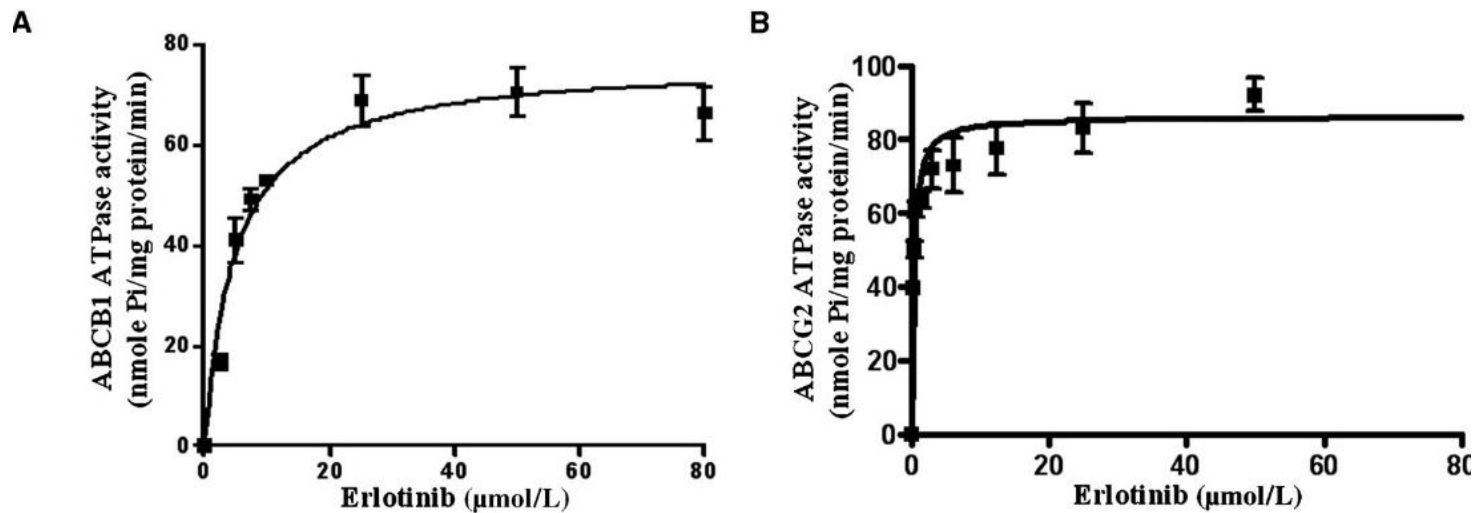 A
ABCB1 ATPase activity
(nmole Pi/mg protein/min)
80
60
40
20
0
0 20 40 60 80
Erlotinib (µmol/L)
B
ABCG2 ATPase activity
(nmole Pi/mg protein/min)
100
80
60
40
20
0
0 20 40 60 80
Erlotinib (µmol/L)